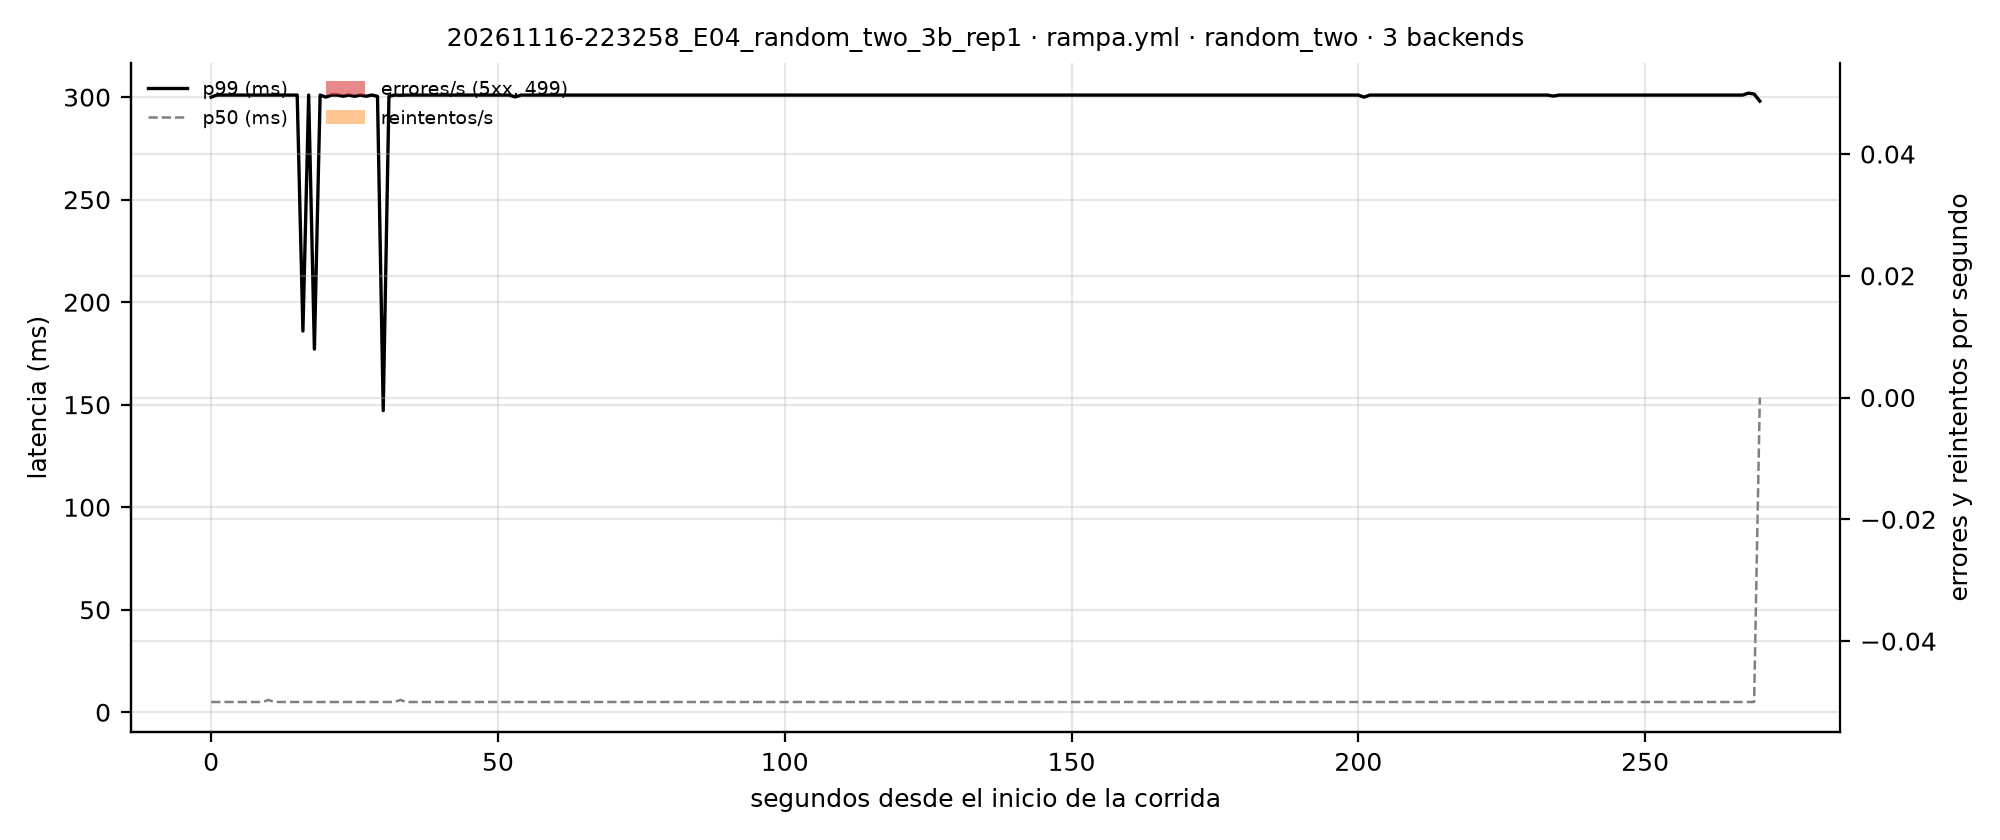 20261116-223258_E04_random_two_3b_rep1 · rampa.yml · random_two · 3 backends
p99 (ms)
p50 (ms)
errores/s (5xx, 499)
reintentos/s
300
250
200
150
100
50
0
latencia (ms)
0.04
0.02
0.00
−0.02
−0.04
errores y reintentos por segundo
0
50
100
150
200
250
segundos desde el inicio de la corrida